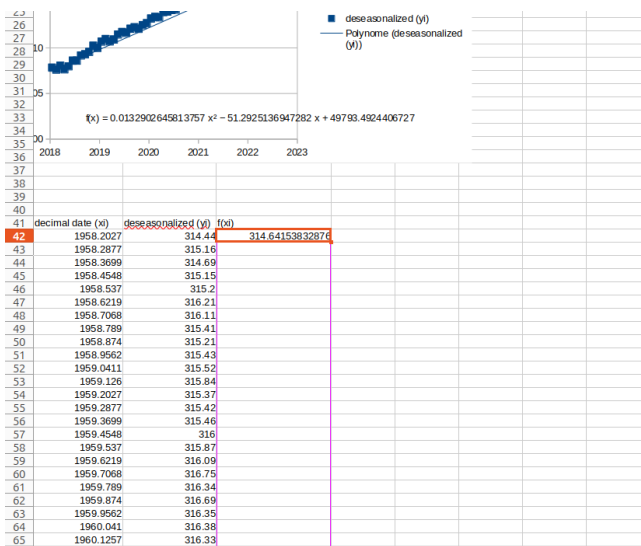 25
deseasonalized (yi)
26
Polynome (deseasonalized (yi))
27
28
10
29
30
31
05
32
33 f(x) = 0.0132902645813757 x² − 51.2925136947282 x + 49793.4924406727
34
35
00
36 2018 2019 2020 2021 2022 2023
37
38
39
40
41 decimal date (xi) deseasonalized (yi) f(xi)
42 1958.2027 314.44 314.64153832876
43 1958.2877 315.16
44 1958.3699 314.69
45 1958.4548 315.15
46 1958.537 315.2
47 1958.6219 316.21
48 1958.7068 316.11
49 1958.789 315.41
50 1958.874 315.21
51 1958.9562 315.43
52 1959.0411 315.52
53 1959.126 315.84
54 1959.2027 315.37
55 1959.2877 315.42
56 1959.3699 315.46
57 1959.4548 316
58 1959.537 315.87
59 1959.6219 316.09
60 1959.7068 316.75
61 1959.789 316.34
62 1959.874 316.69
63 1959.9562 316.35
64 1960.041 316.38
65 1960.1257 316.33